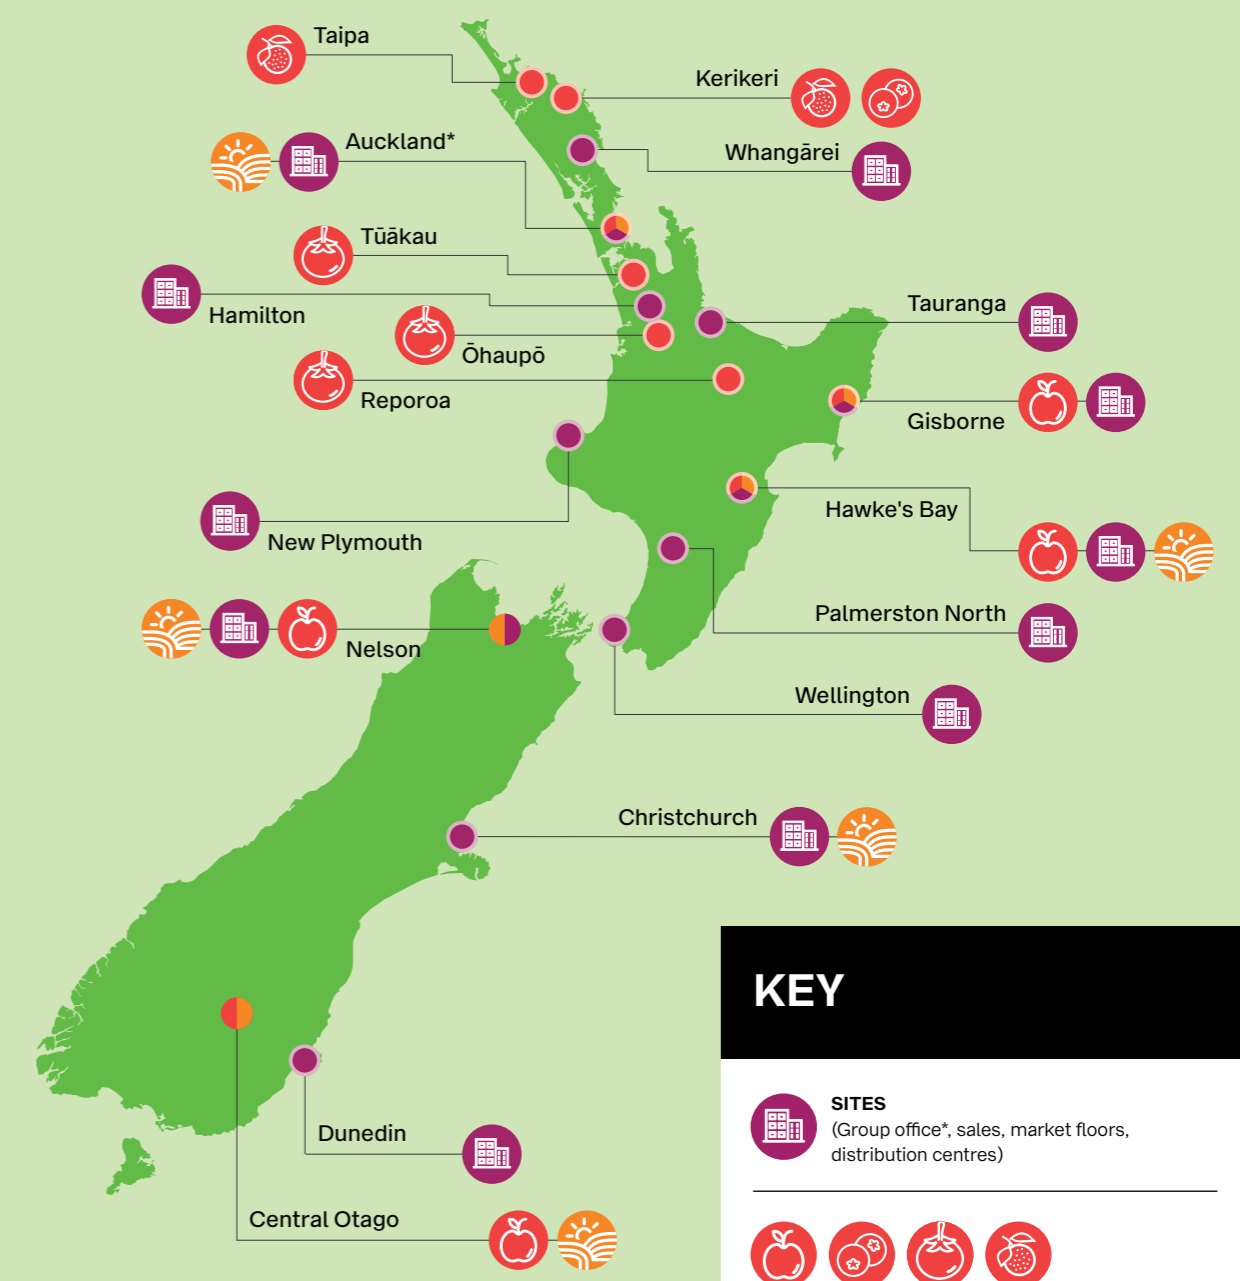 Taipa
Kerikeri
Auckland*
Whangārei
Tūākau
Hamilton
Tauranga
Ōhaupō
Reporoa
Gisborne
Hawke's Bay
New Plymouth
Palmerston North
Nelson
Wellington
Christchurch
Dunedin
Central Otago
KEY
SITES
(Group office*, sales, market floors,
distribution centres)